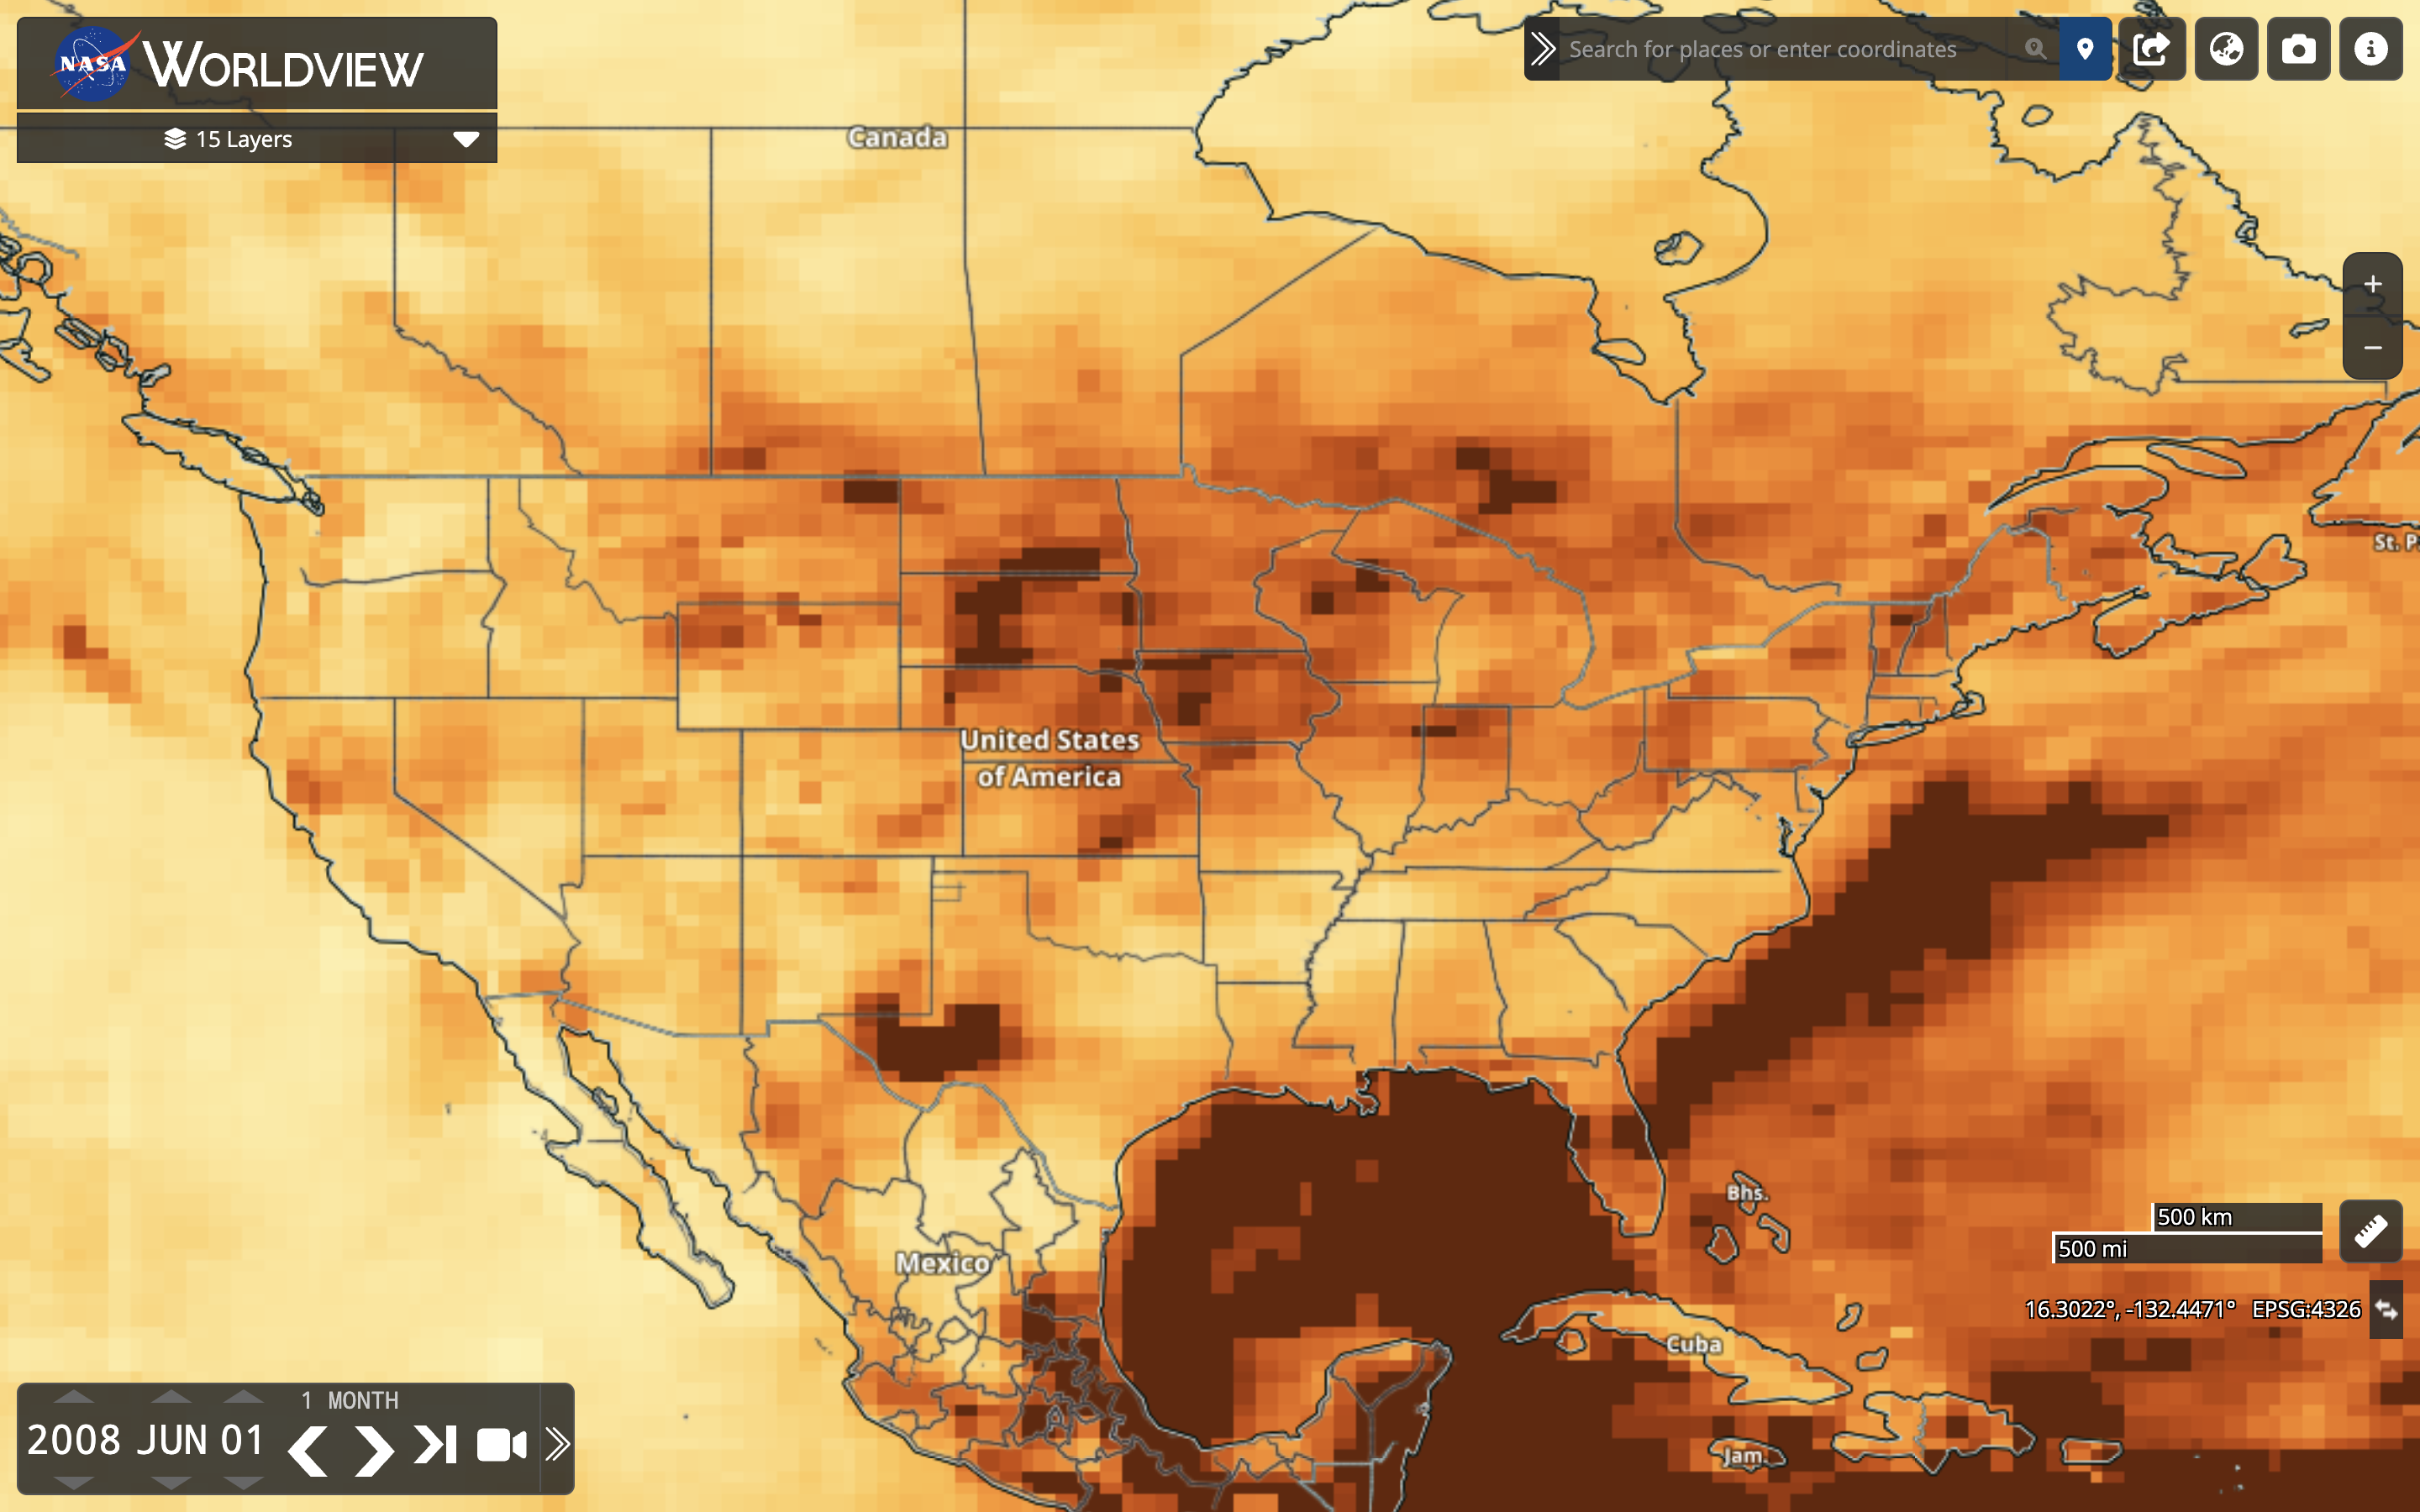 NASA WORLDVIEW
Search for places or enter coordinates
15 Layers
Canada
St. P
United States
of America
Bhs.
500 km
500 mi
Mexico
16.3022°, -132.4471° EPSG:4326
Cuba
Jam.
1 MONTH
2008 JUN 01